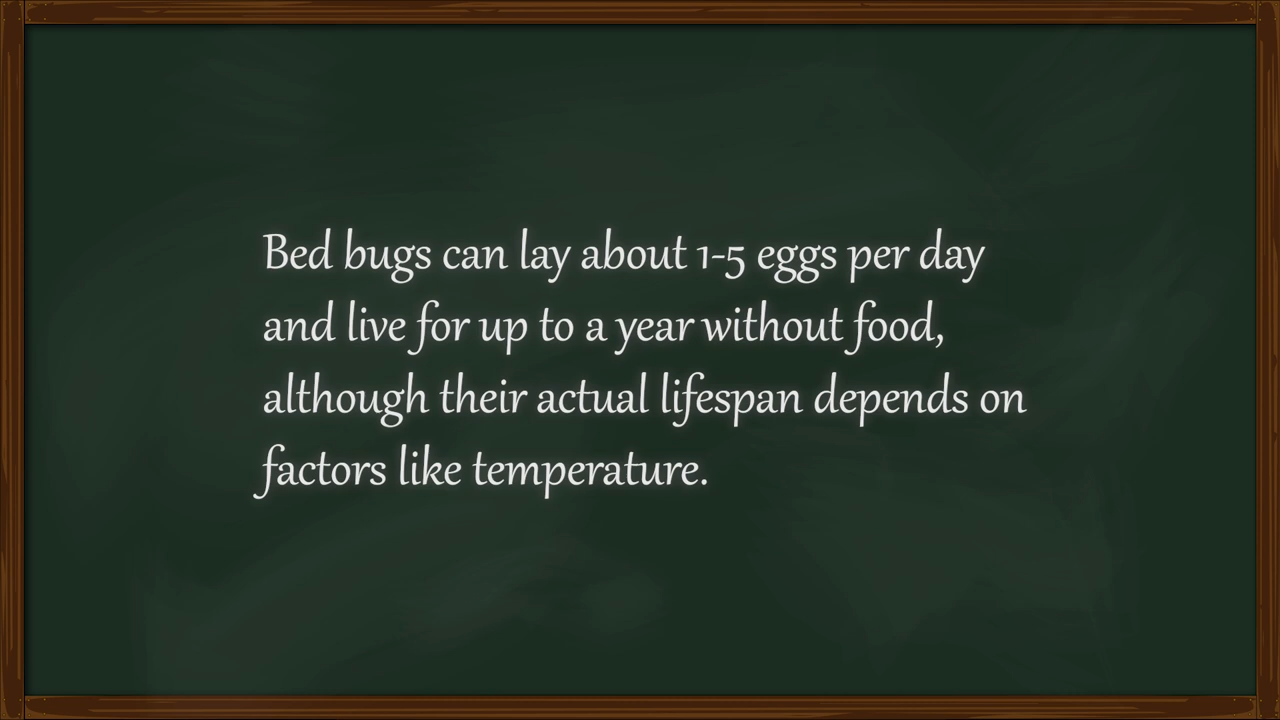 Bed bugs can lay about 1-5 eggs per day
and live for up to a year without food,
although their actual lifespan depends on
factors like temperature.